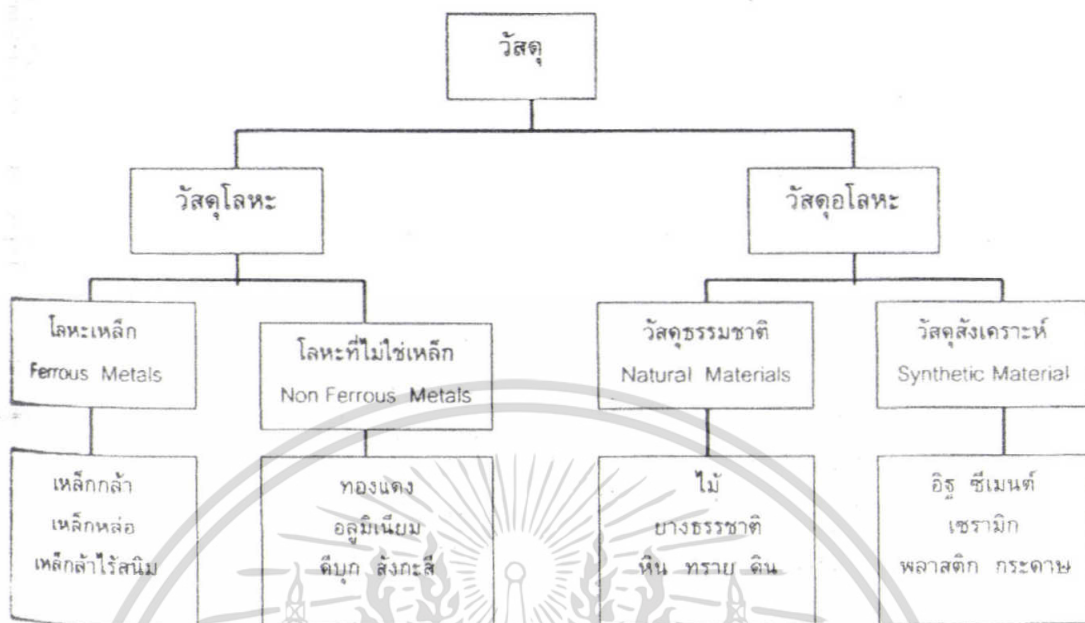 วัสดุ
วัสดุโลหะ
วัสดุอโลหะ
โลหะเหล็ก
Ferrous Metals
โลหะที่ไม่ใช่เหล็ก
Non Ferrous Metals
วัสดุธรรมชาติ
Natural Materials
วัสดุสังเคราะห์
Synthetic Material
เหล็กกล้า
เหล็กหล่อ
เหล็กล้าไร้สนิม
ทองแดง
อลูมิเนียม
ดีบุก สังกะสี
ไม้
ยางธรรชาติ
หิน ทราย ดิน
อิฐ ซีเมนต์
เซรามิก
พลาสติก กระดาษ